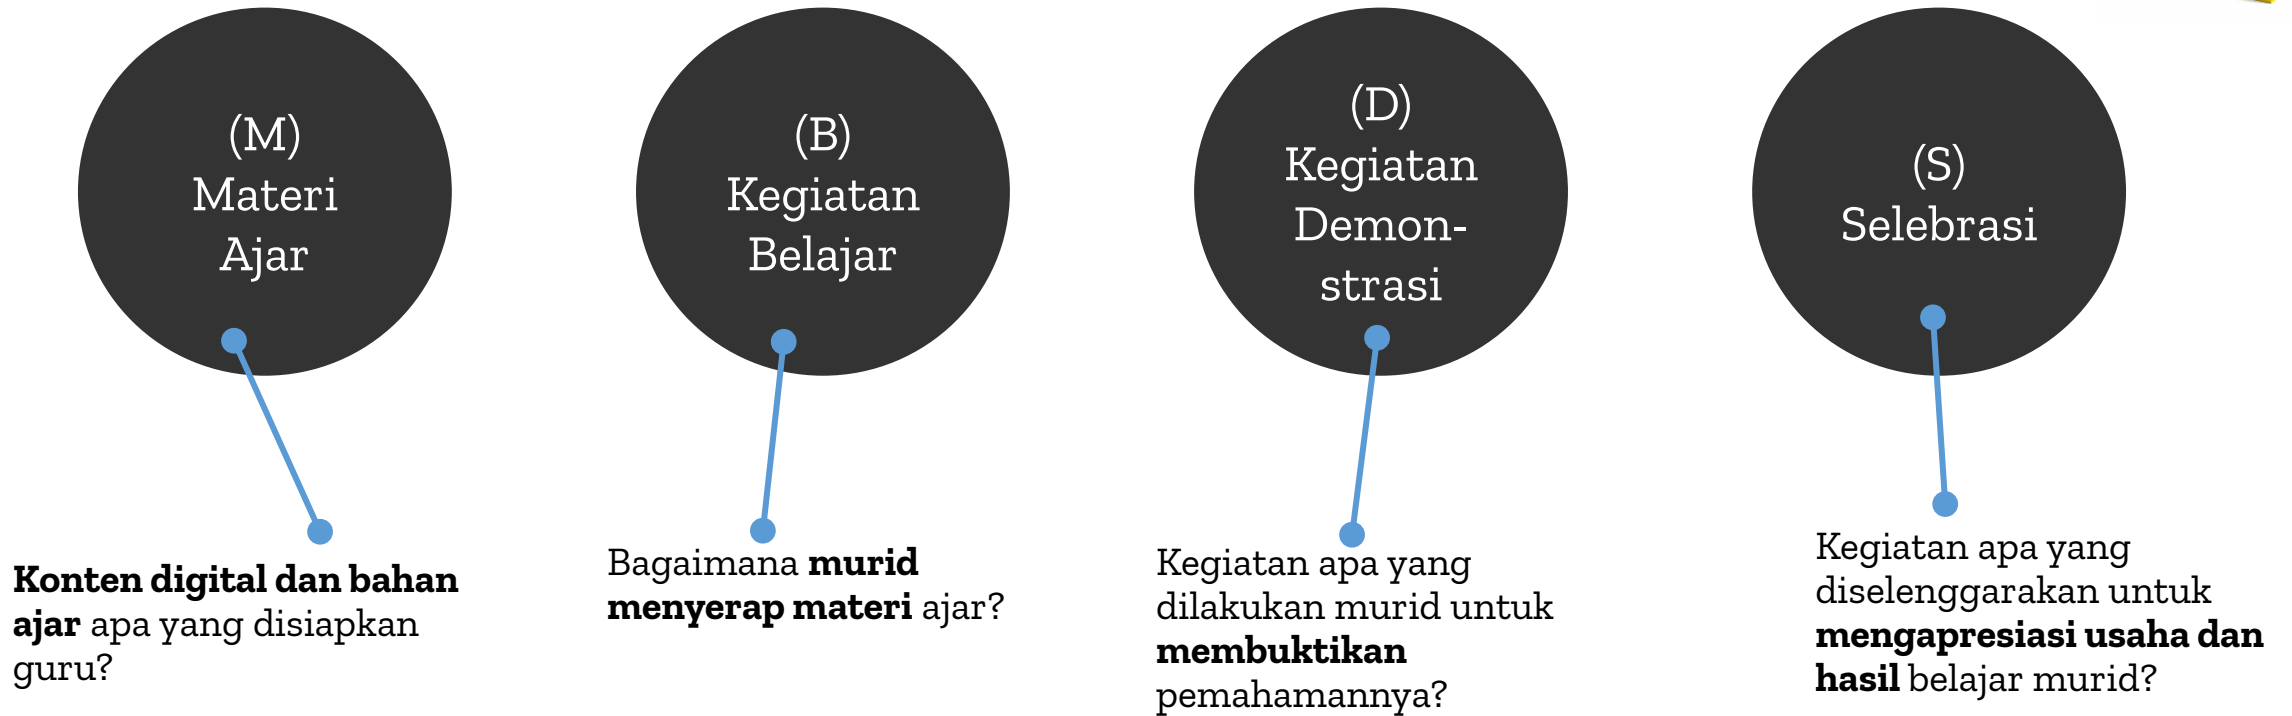 (M)
Materi
Ajar
(B)
Kegiatan
Belajar
(D)
Kegiatan
Demon-
strasi
(S)
Selebrasi
Konten digital dan bahan
ajar apa yang disiapkan
guru?
Bagaimana murid
menyerap materi ajar?
Kegiatan apa yang
dilakukan murid untuk
membuktikan
pemahamannya?
Kegiatan apa yang
diselenggarakan untuk
mengapresiasi usaha dan
hasil belajar murid?